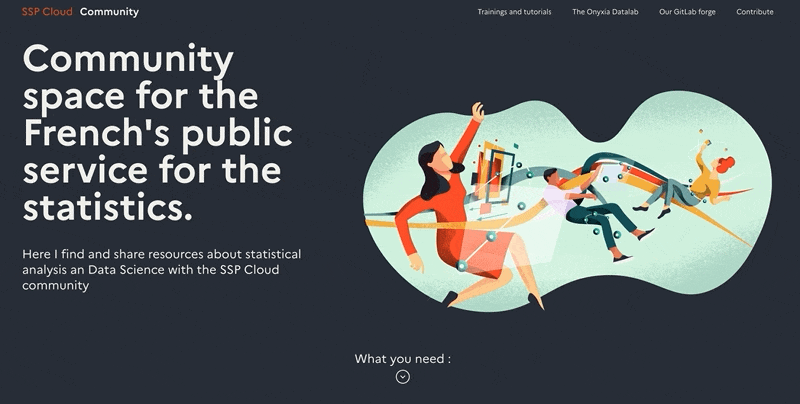 SSP Cloud Community
Trainings and tutorials The Onyxia Datalab Our GitLab forge Contribute
Community
space for the
French's public
service for the
statistics.
Here I find and share resources about statistical
analysis an Data Science with the SSP Cloud
community
What you need :